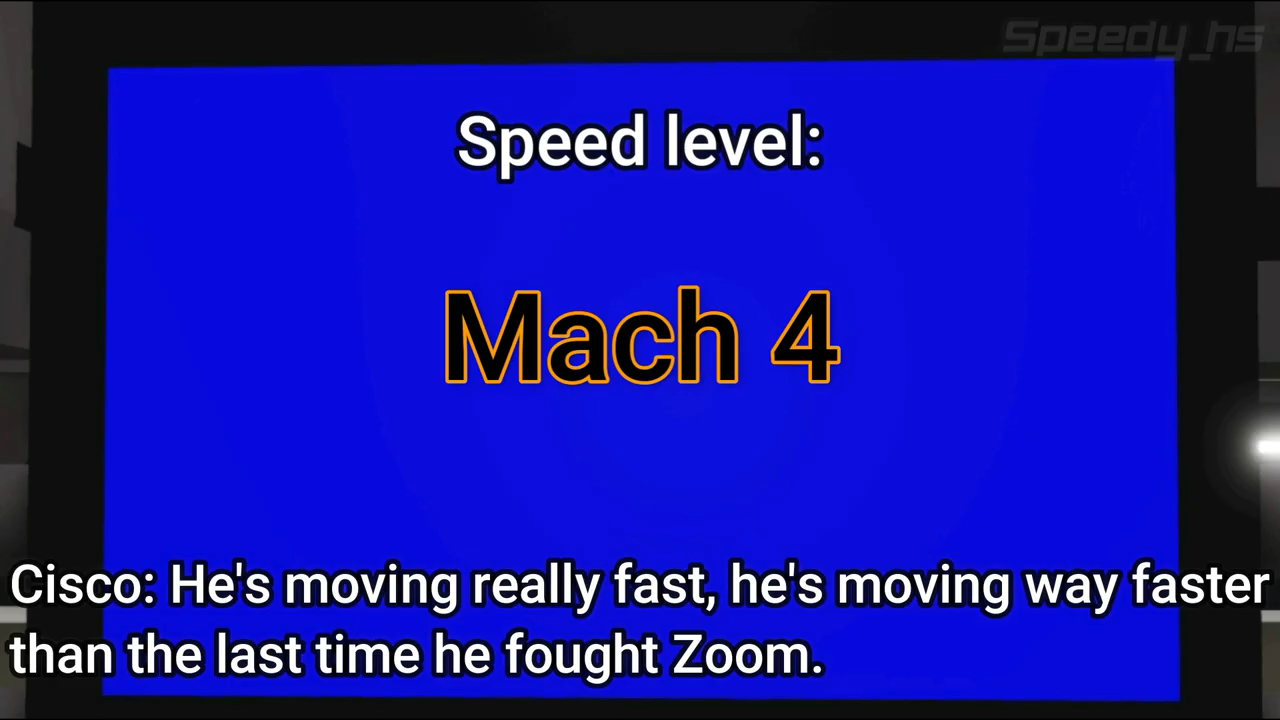 Speedy_hs
Speed level:
Mach 4
Cisco: He's moving really fast, he's moving way faster
than the last time he fought Zoom.